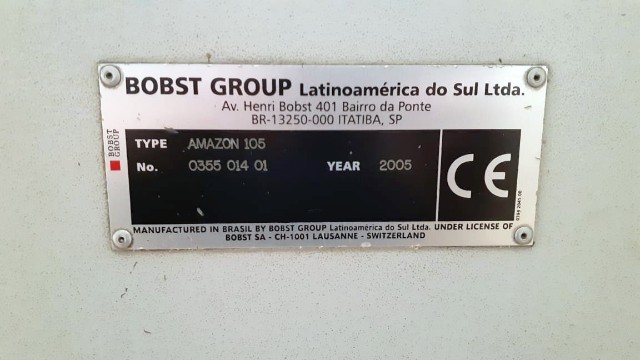 BOBST GROUP Latinoamérica do Sul Ltda.
Av. Henri Bobst 401 Bairro da Ponte
BR-13250-000 ITATIBA, SP
BOBST GROUP
TYPE AMAZON 105
No. 0355 014 01 YEAR 2005
CE
MANUFACTURED IN BRASIL BY BOBST GROUP Latinoamérica do Sul Ltda. UNDER LICENSE OF
BOBST SA - CH-1001 LAUSANNE - SWITZERLAND